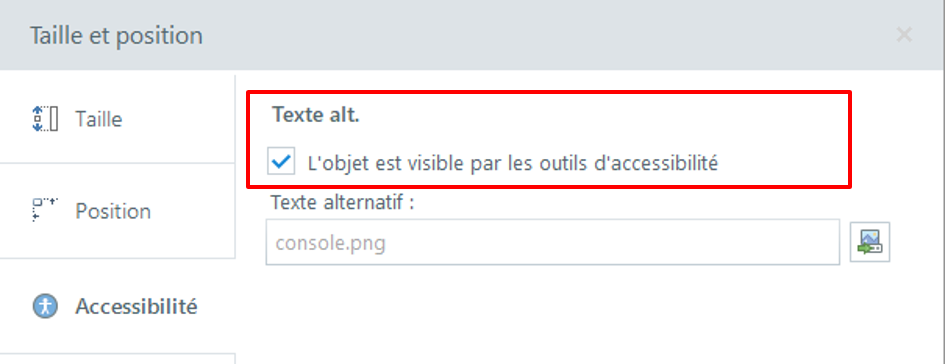 Taille et position
Taille
Position
Accessibilité
Texte alt.
L'objet est visible par les outils d'accessibilité
Texte alternatif :
console.png